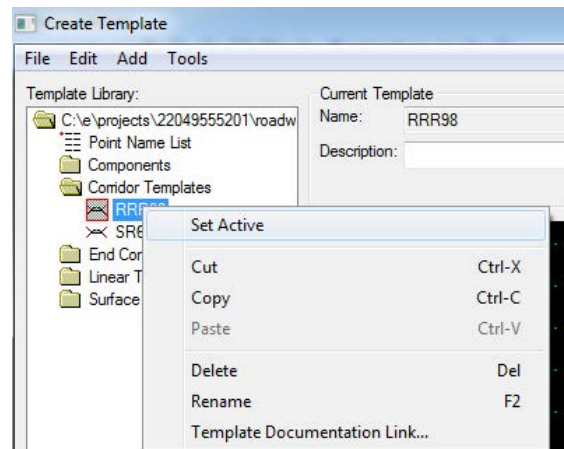 Create Template
File Edit Add Tools
Template Library:
C:\e\projects\22049555201\roadw
Point Name List
Components
Corridor Templates
End Cor
Linear T
Surface
Current Template
Name: RRR98
Description:
Set Active
Cut Ctrl-X
Copy Ctrl-C
Paste Ctrl-V
Delete Del
Rename F2
Template Documentation Link...